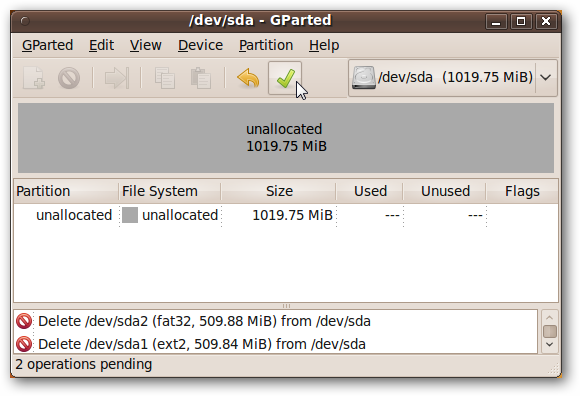 /dev/sda - GParted
GParted Edit View Device Partition Help
/dev/sda (1019.75 MiB)
unallocated
1019.75 MiB
Partition File System Size Used Unused Flags
unallocated unallocated 1019.75 MiB --- ---
Delete /dev/sda2 (fat32, 509.88 MiB) from /dev/sda
Delete /dev/sda1 (ext2, 509.84 MiB) from /dev/sda
2 operations pending